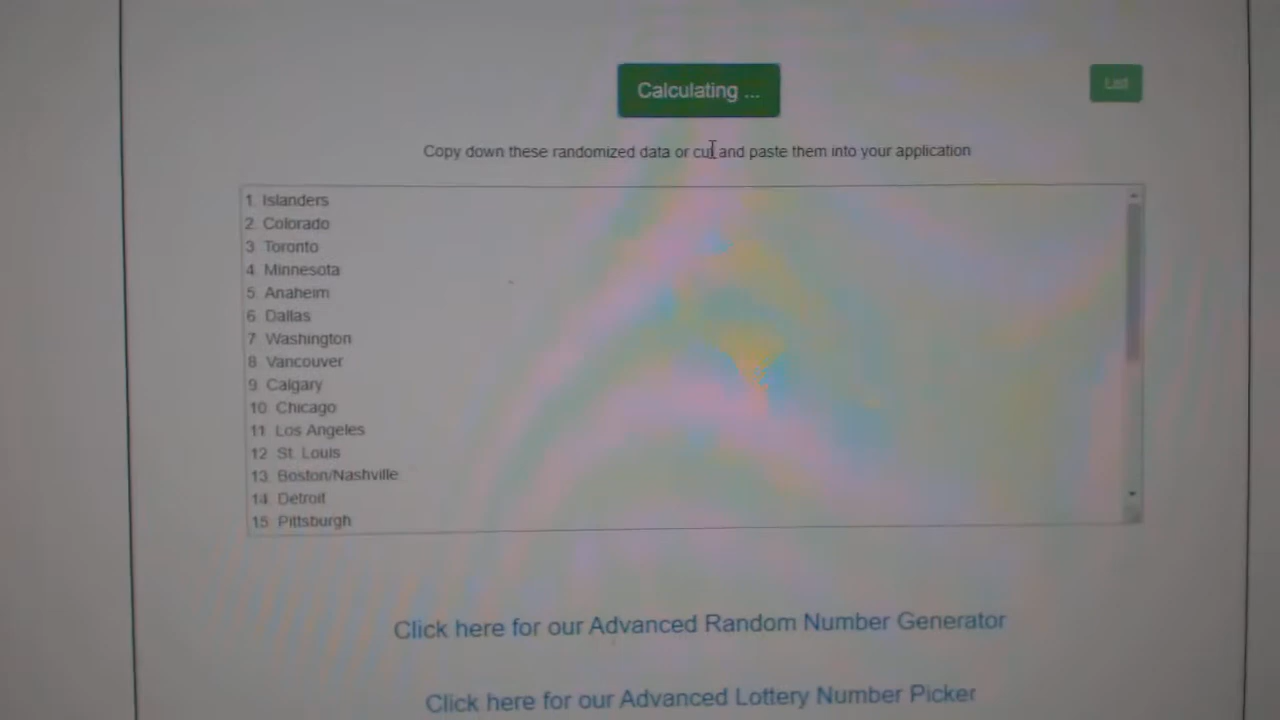 Calculating ...
List
Copy down these randomized data or cut and paste them into your application
1. Islanders
2. Colorado
3. Toronto
4. Minnesota
5. Anaheim
6. Dallas
7. Washington
8. Vancouver
9. Calgary
10. Chicago
11. Los Angeles
12. St. Louis
13. Boston/Nashville
14. Detroit
15. Pittsburgh
Click here for our Advanced Random Number Generator
Click here for our Advanced Lottery Number Picker